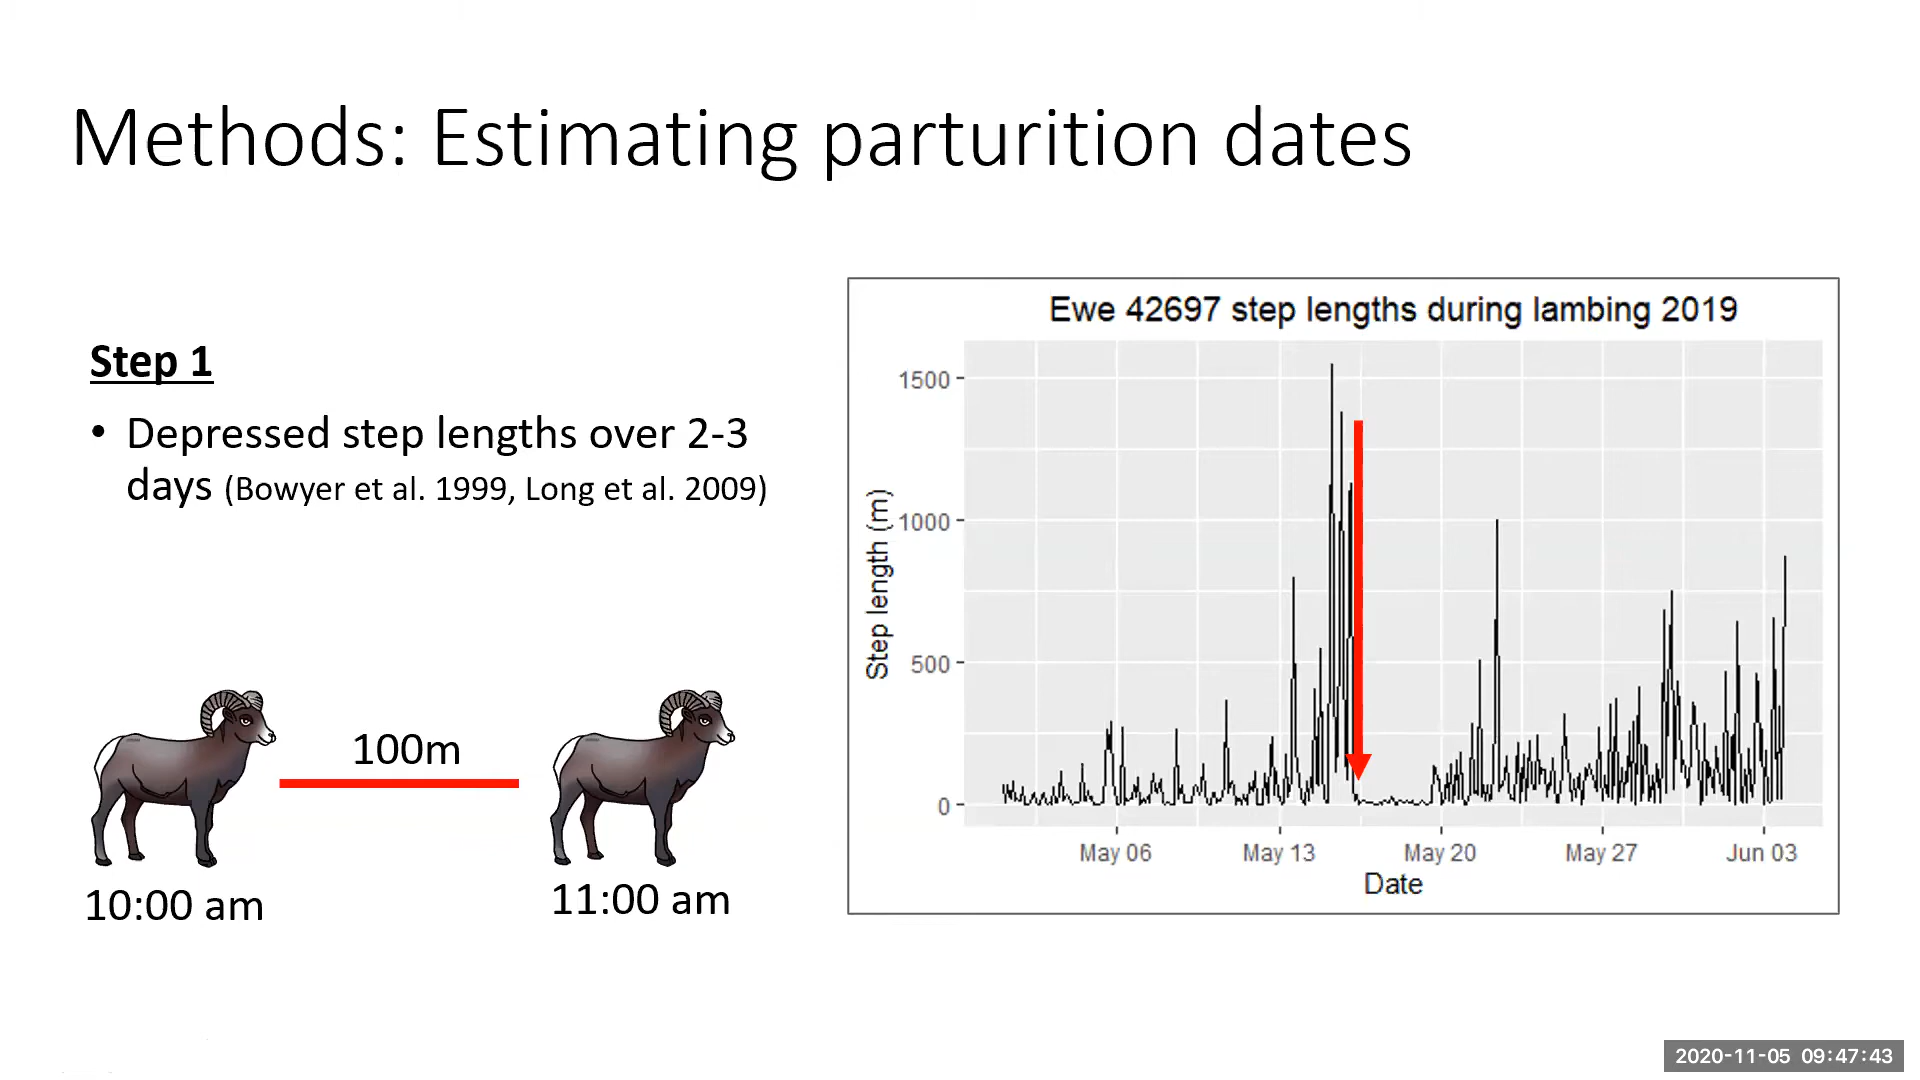 Methods: Estimating parturition dates
Step 1
• Depressed step lengths over 2-3
days (Bowyer et al. 1999, Long et al. 2009)
100m
10:00 am
11:00 am
Ewe 42697 step lengths during lambing 2019
Step length (m)
1500
1000
500
0
May 06 May 13 May 20 May 27 Jun 03
Date
2020-11-05 09:47:43